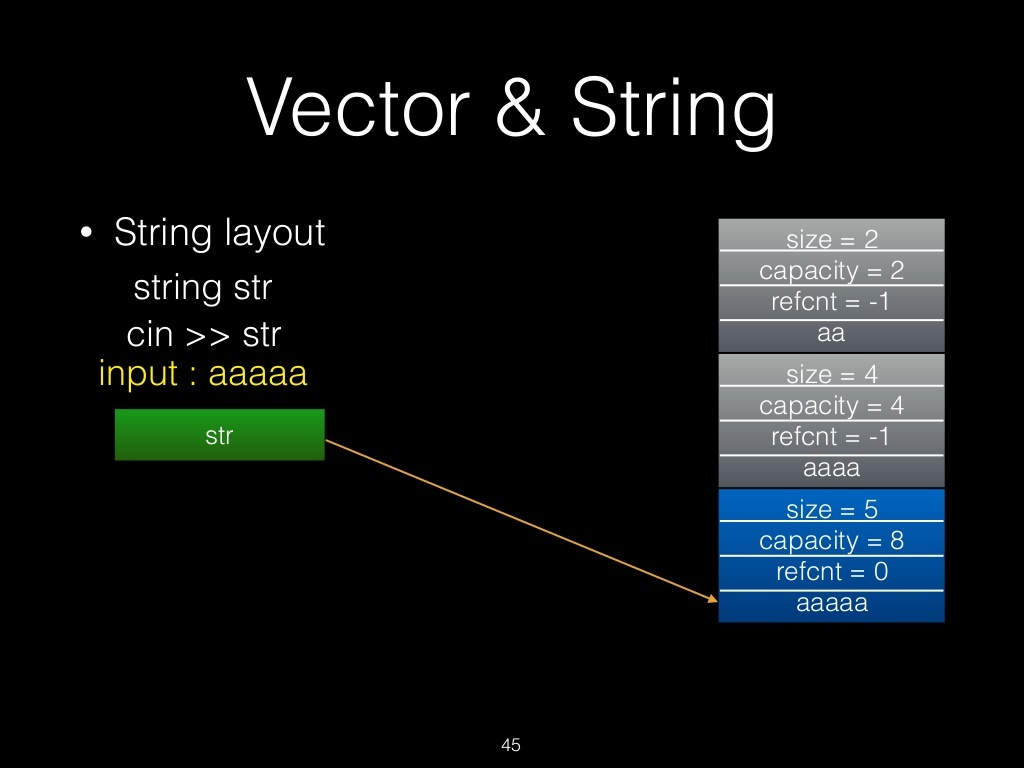 Vector & String
• String layout
string str
cin >> str
input : aaaaa
str
size = 2
capacity = 2
refcnt = -1
aa
size = 4
capacity = 4
refcnt = -1
aaaa
size = 5
capacity = 8
refcnt = 0
aaaaa
45